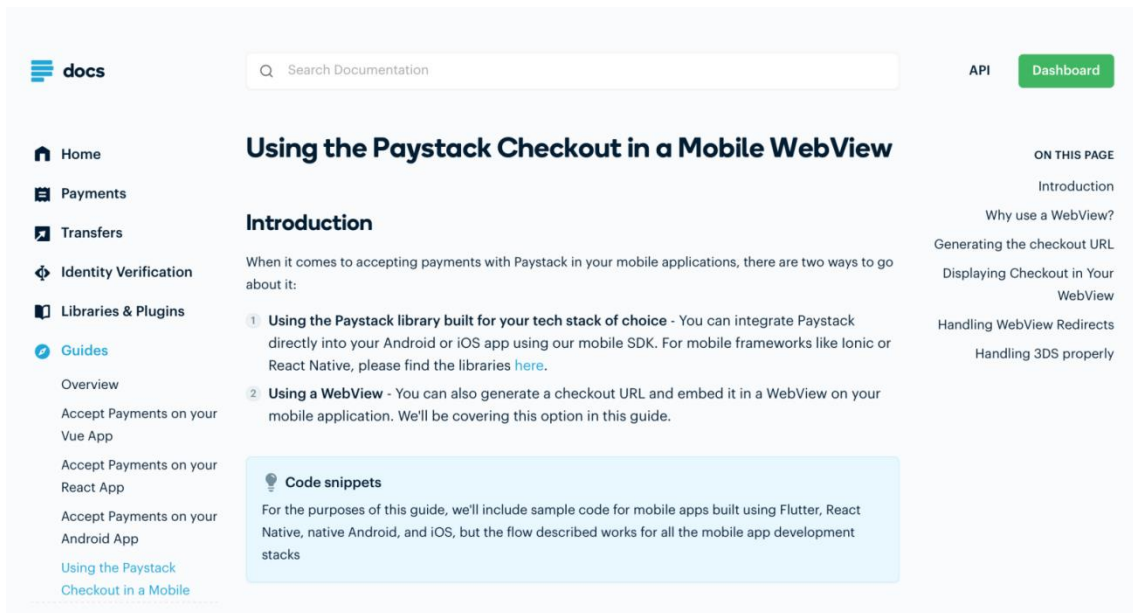 docs
Search Documentation
API
Dashboard
Home
Payments
Transfers
Identity Verification
Libraries & Plugins
Guides
Overview
Accept Payments on your
Vue App
Accept Payments on your
React App
Accept Payments on your
Android App
Using the Paystack
Checkout in a Mobile
Using the Paystack Checkout in a Mobile WebView
Introduction
When it comes to accepting payments with Paystack in your mobile applications, there are two ways to go
about it:
1 Using the Paystack library built for your tech stack of choice - You can integrate Paystack
directly into your Android or iOS app using our mobile SDK. For mobile frameworks like Ionic or
React Native, please find the libraries here.
2 Using a WebView - You can also generate a checkout URL and embed it in a WebView on your
mobile application. We'll be covering this option in this guide.
Code snippets
For the purposes of this guide, we'll include sample code for mobile apps built using Flutter, React
Native, native Android, and iOS, but the flow described works for all the mobile app development
stacks
ON THIS PAGE
Introduction
Why use a WebView?
Generating the checkout URL
Displaying Checkout in Your
WebView
Handling WebView Redirects
Handling 3DS properly